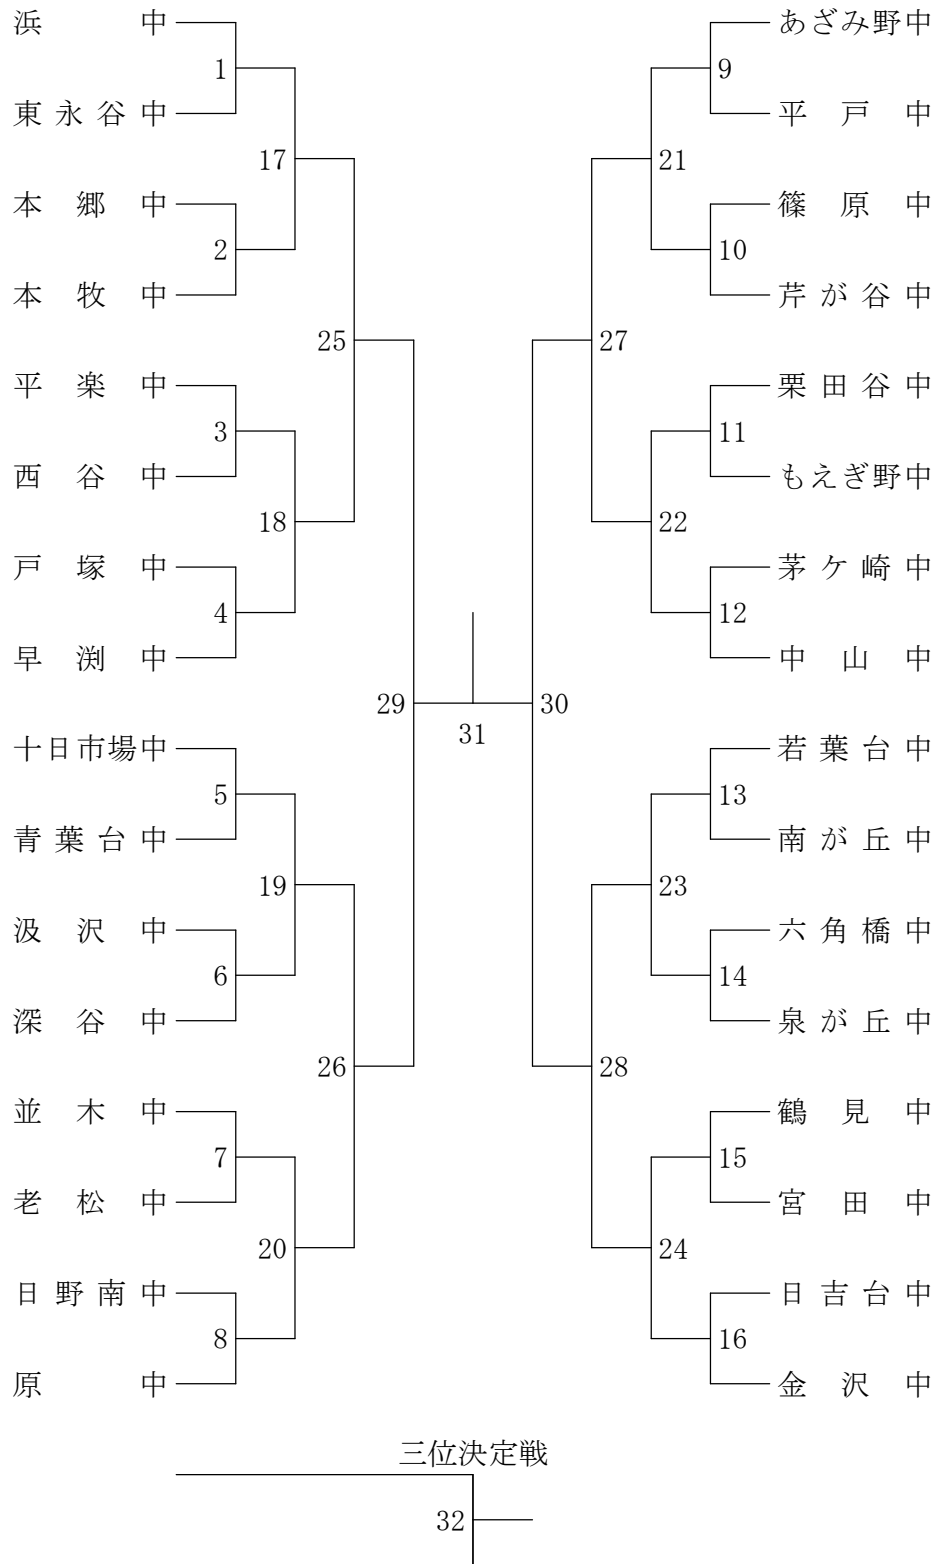 浜中
1
東永谷中
17
本郷中
2
本牧中
25
平楽中
3
西谷中
18
戸塚中
4
早渕中
29
十日市場中
5
青葉台中
19
汲沢中
6
深谷中
26
並木中
7
老松中
20
日野南中
8
原中
31
あざみ野中
9
平戸中
21
篠原中
10
芹が谷中
27
栗田谷中
11
もえぎ野中
22
茅ケ崎中
12
中山中
30
若葉台中
13
南が丘中
23
六角橋中
14
泉が丘中
28
鶴見中
15
宮田中
24
日吉台中
16
金沢中
三位決定戦
32